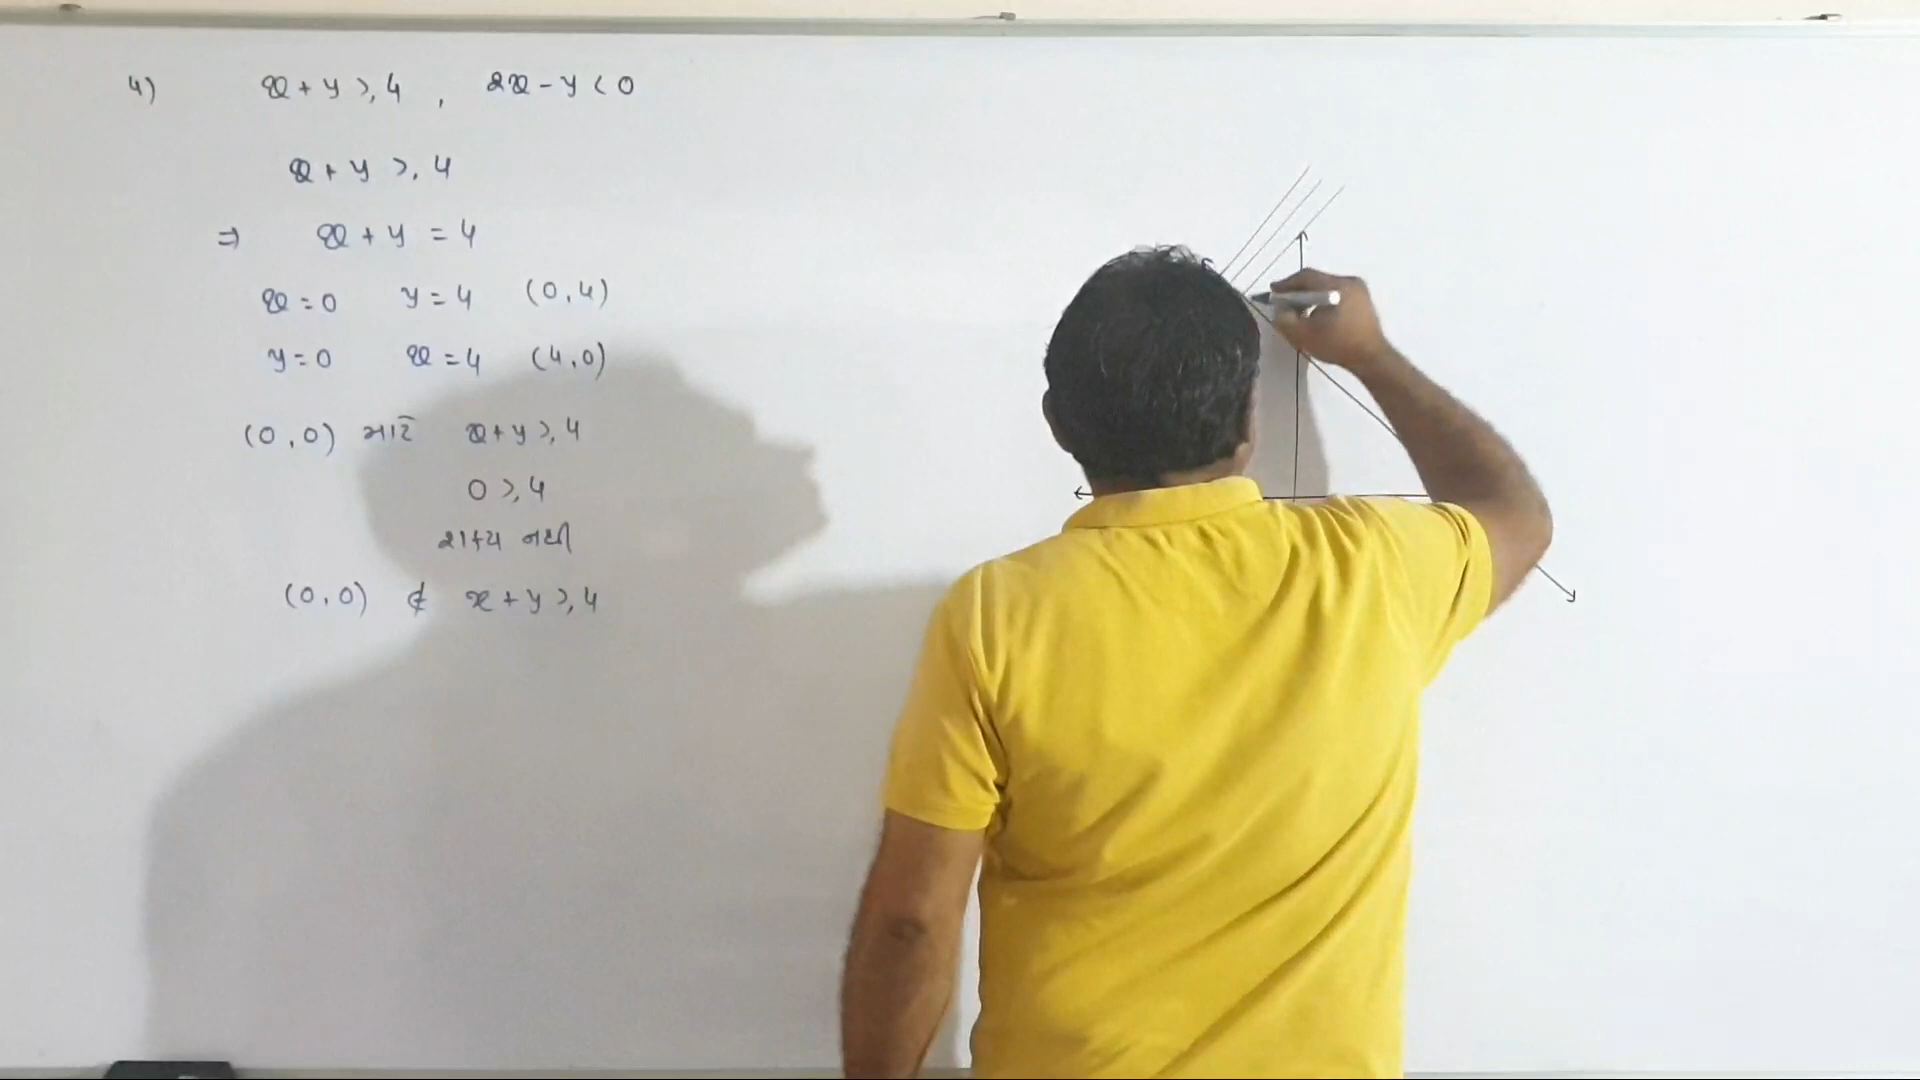 4) x + y ≥ 4 , 2x - y < 0
x + y ≥ 4
⇒ x + y = 4
x = 0 y = 4 (0,4)
y = 0 x = 4 (4,0)
(0,0) માટે x + y ≥ 4
0 ≥ 4
શક્ય નથી
(0,0) ∉ x + y ≥ 4